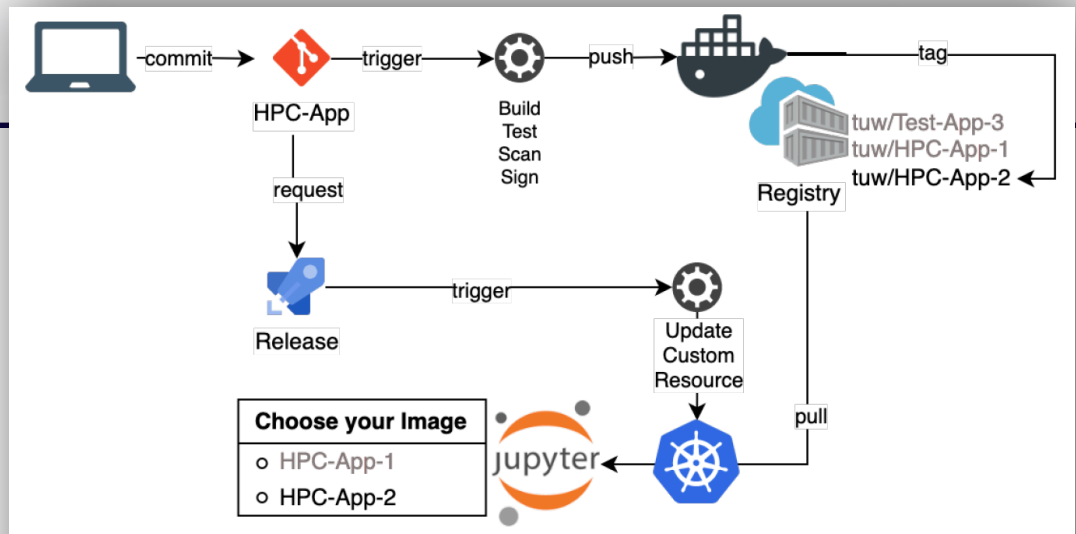 commit
trigger
push
tag
HPC-App
Build
Test
Scan
Sign
tuw/Test-App-3
tuw/HPC-App-1
tuw/HPC-App-2
Registry
request
trigger
Release
Update
Custom
Resource
pull
Choose your Image
HPC-App-1
HPC-App-2
jupyter